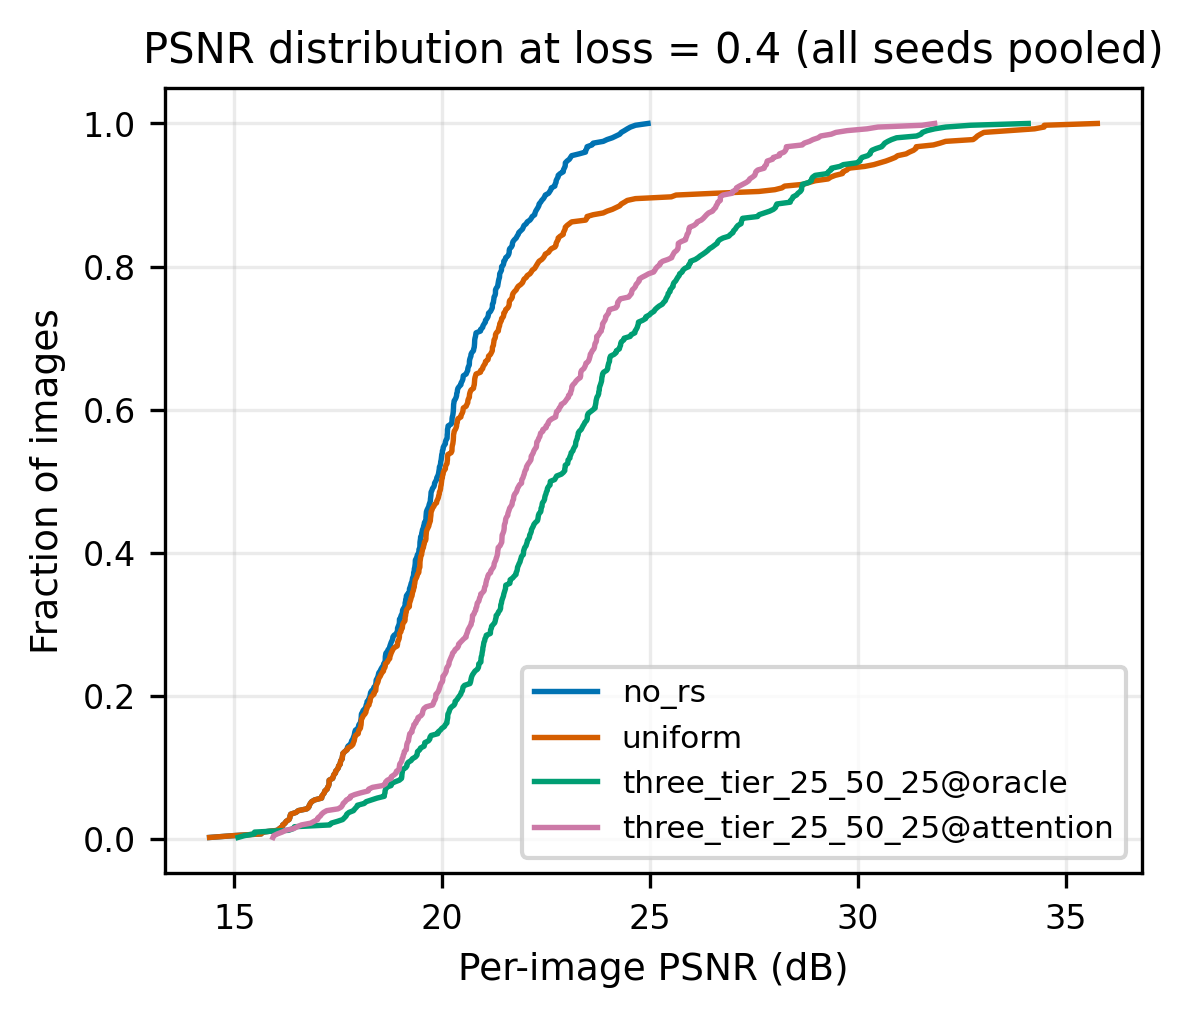 PSNR distribution at loss = 0.4 (all seeds pooled)
1.0
0.8
0.6
0.4
0.2
0.0
Fraction of images
no_rs
uniform
three_tier_25_50_25@oracle
three_tier_25_50_25@attention
15 20 25 30 35
Per-image PSNR (dB)